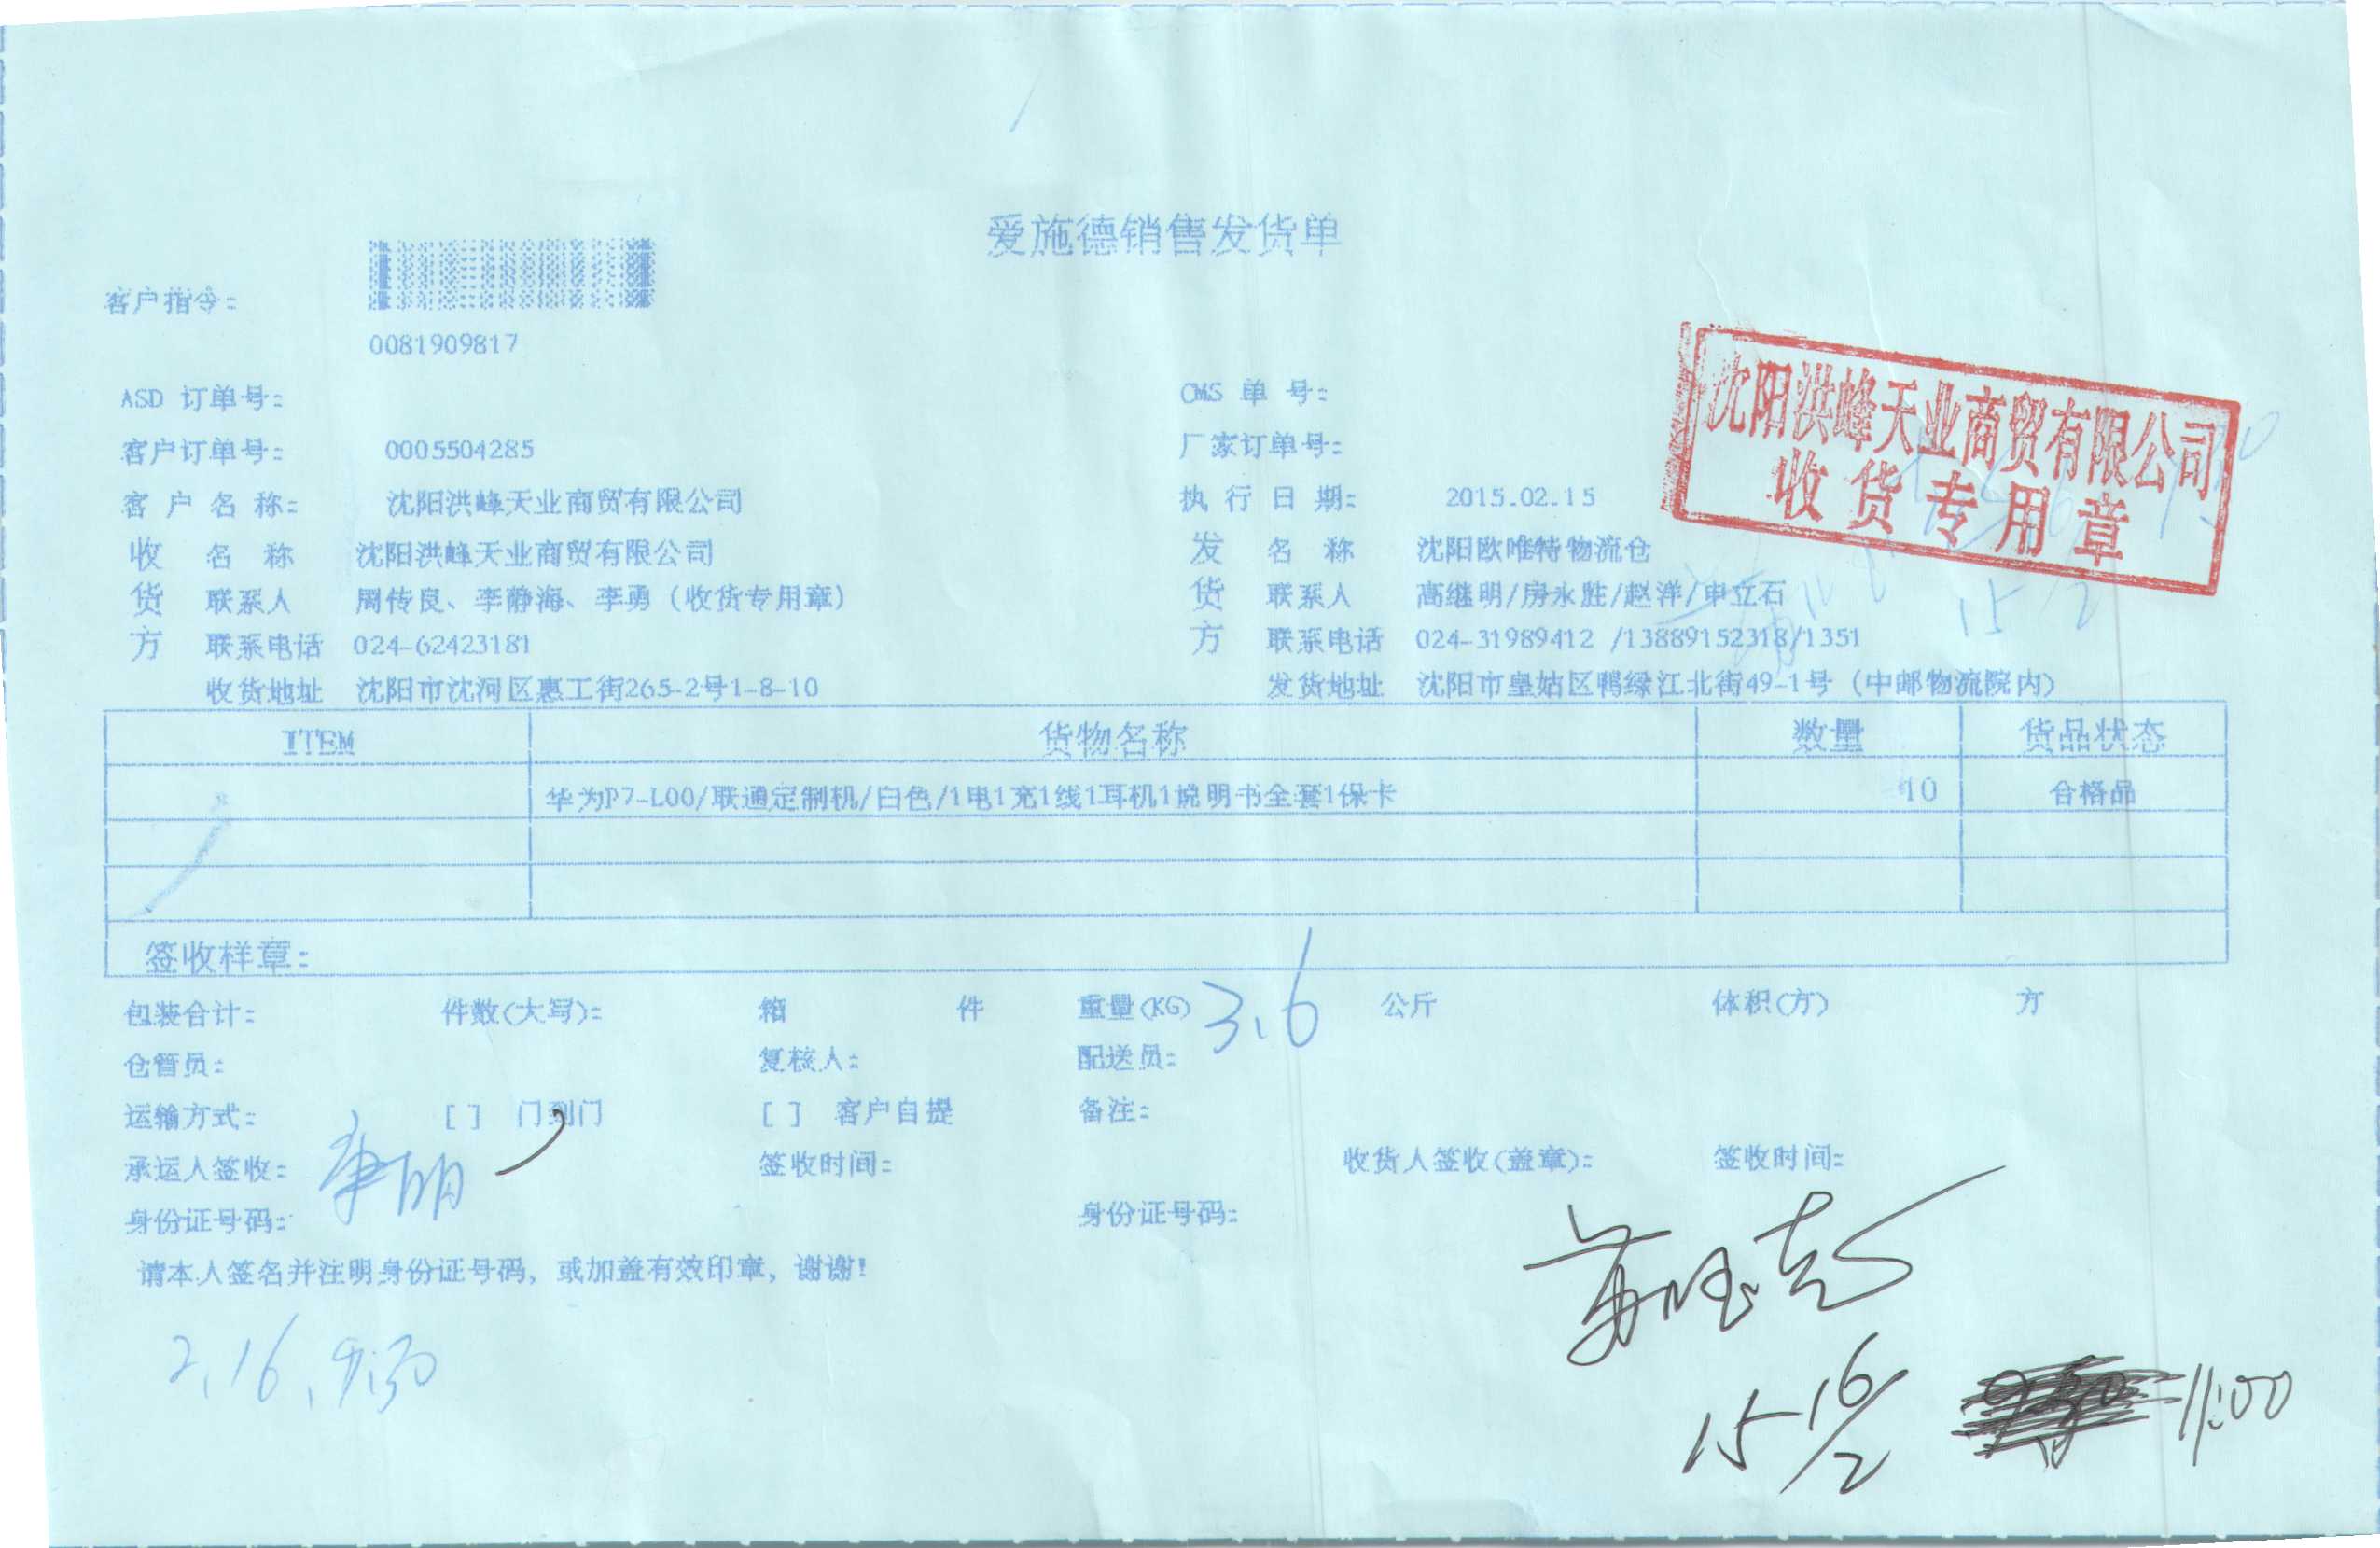 爱施德销售发货单
客户指令:
0081909817
ASD 订单号:
CMS 单 号:
客户订单号: 0005504285
厂家订单号:
客 户 名 称: 沈阳洪峰天业商贸有限公司
执 行 日 期: 2015.02.15
沈阳洪峰天业商贸有限公司
收货专用章
收货方
名 称 沈阳洪峰天业商贸有限公司
联系人 周传良、李静海、李勇(收货专用章)
联系电话 024-62423181
收货地址 沈阳市沈河区惠工街265-2号1-8-10
发货方
名 称 沈阳欧唯特物流仓
联系人 高继明/房永胜/赵洋/申立石
联系电话 024-31989412 /13889152318/1351
发货地址 沈阳市皇姑区鸭绿江北街49-1号(中邮物流院内)
ITEM 货物名称 数量 货品状态
华为P7-L00/联通定制机/白色/1电1充1线1耳机1说明书全套1保卡 10 合格品
签收样章:
包装合计: 件数(大写): 箱 件 重量(KG) 3.6 公斤 体积(方) 方
仓管员: 复核人: 配送员:
运输方式: [ ] 门到门 [ ] 客户自提 备注:
承运人签收: 签收时间: 收货人签收(盖章): 签收时间:
身份证号码: 身份证号码:
请本人签名并注明身份证号码, 或加盖有效印章, 谢谢!
2.16.9:30
15 16/2 11:00